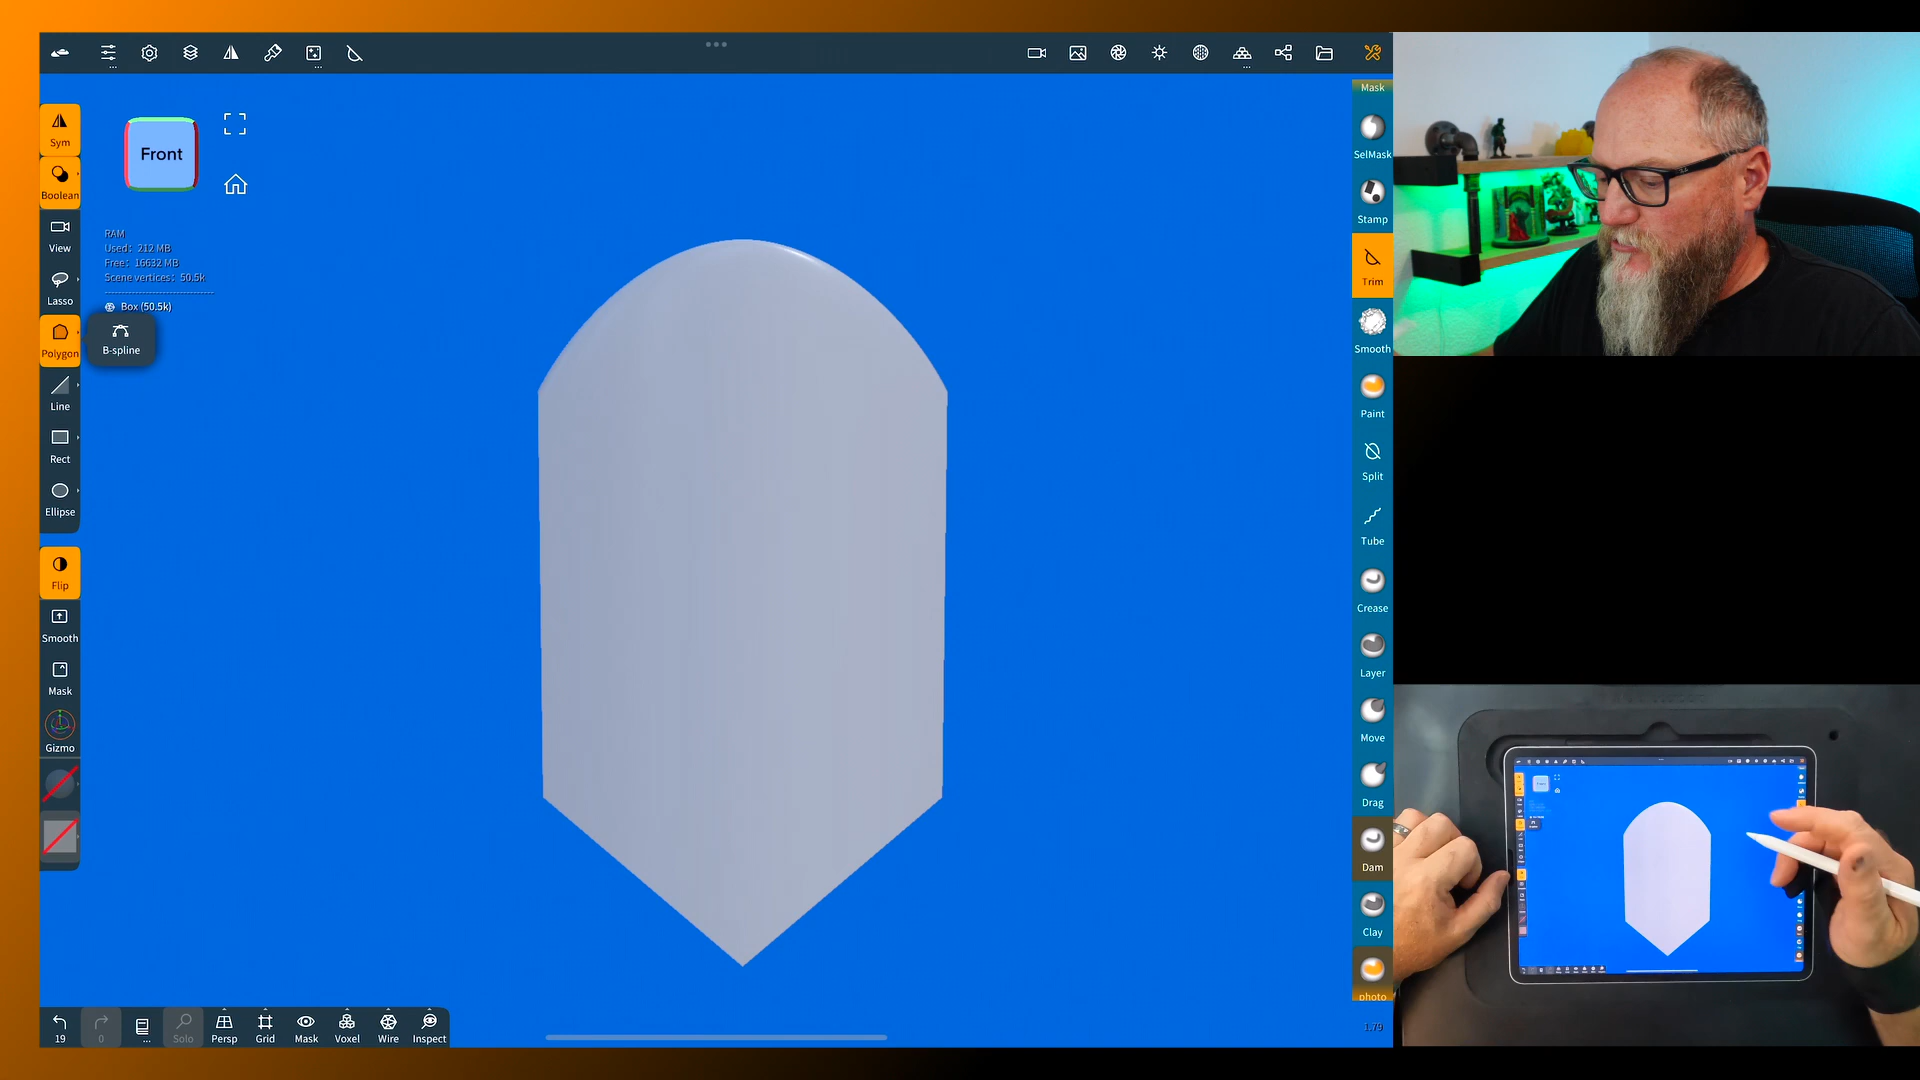 Sym
Boolean
View
Lasso
Polygon
B-spline
Line
Rect
Ellipse
Flip
Smooth
Mask
Gizmo
Front
RAM
Used: 212 MB
Free: 16632 MB
Scene vertices: 50.5k
Box (50.5k)
Mask
SelMask
Stamp
Trim
Smooth
Paint
Split
Tube
Crease
Layer
Move
Drag
Dam
Clay
photo
1.79
19
0
...
Solo
Persp
Grid
Mask
Voxel
Wire
Inspect